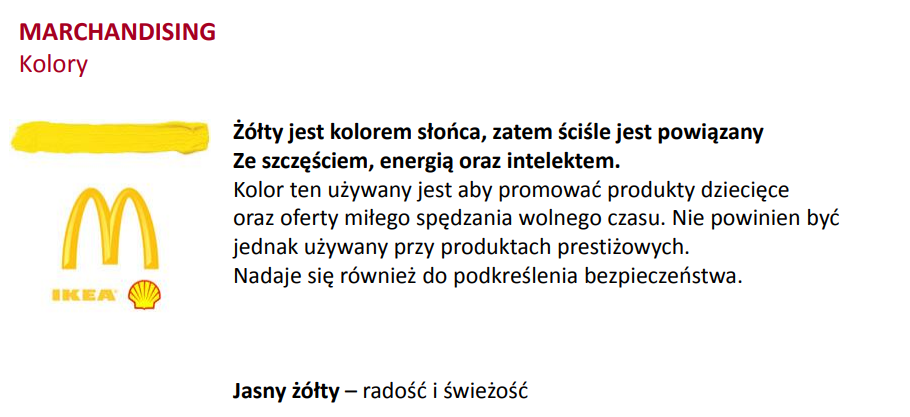 MARCHANDISING
Kolory
Żółty jest kolorem słońca, zatem ściśle jest powiązany
Ze szczęściem, energią oraz intelektem.
Kolor ten używany jest aby promować produkty dziecięce
oraz oferty miłego spędzania wolnego czasu. Nie powinien być
jednak używany przy produktach prestiżowych.
Nadaje się również do podkreślenia bezpieczeństwa.
IKEA
Jasny żółty – radość i świeżość